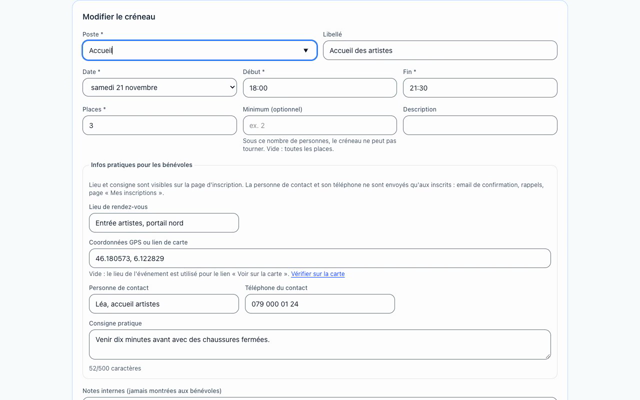 Modifier le créneau
Poste *
Libellé
Accueil
Accueil des artistes
Date *
Début *
Fin *
samedi 21 novembre
18:00
21:30
Places *
Minimum (optionnel)
Description
3
ex. 2
Sous ce nombre de personnes, le créneau ne peut pas
tourner. Vide : toutes les places.
Infos pratiques pour les bénévoles
Lieu et consigne sont visibles sur la page d'inscription. La personne de contact et son téléphone ne sont envoyés qu'aux inscrits : email de confirmation, rappels,
page « Mes inscriptions ».
Lieu de rendez-vous
Entrée artistes, portail nord
Coordonnées GPS ou lien de carte
46.180573, 6.122829
Vide : le lieu de l'événement est utilisé pour le lien « Voir sur la carte ». Vérifier sur la carte
Personne de contact
Téléphone du contact
Léa, accueil artistes
079 000 01 24
Consigne pratique
Venir dix minutes avant avec des chaussures fermées.
52/500 caractères
Notes internes (jamais montrées aux bénévoles)